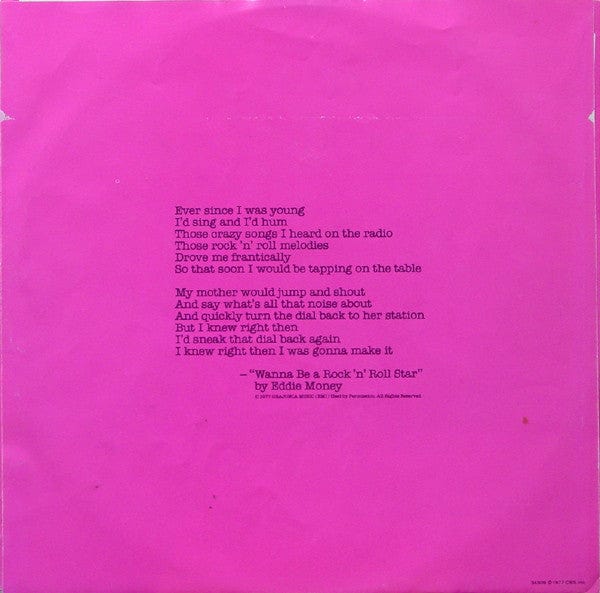 Ever since I was young
I'd sing and I'd hum
Those crazy songs I heard on the radio
Those rock 'n' roll melodies
Drove me frantically
So that soon I would be tapping on the table
My mother would jump and shout
And say what's all that noise about
And quickly turn the dial back to her station
But I knew right then
I'd sneak that dial back again
I knew right then I was gonna make it
– "Wanna Be a Rock 'n' Roll Star"
by Eddie Money
© 1977 GRAJONCA MUSIC (BMI) / Used by Permission. All Rights Reserved
© 1977 CBS, Inc.